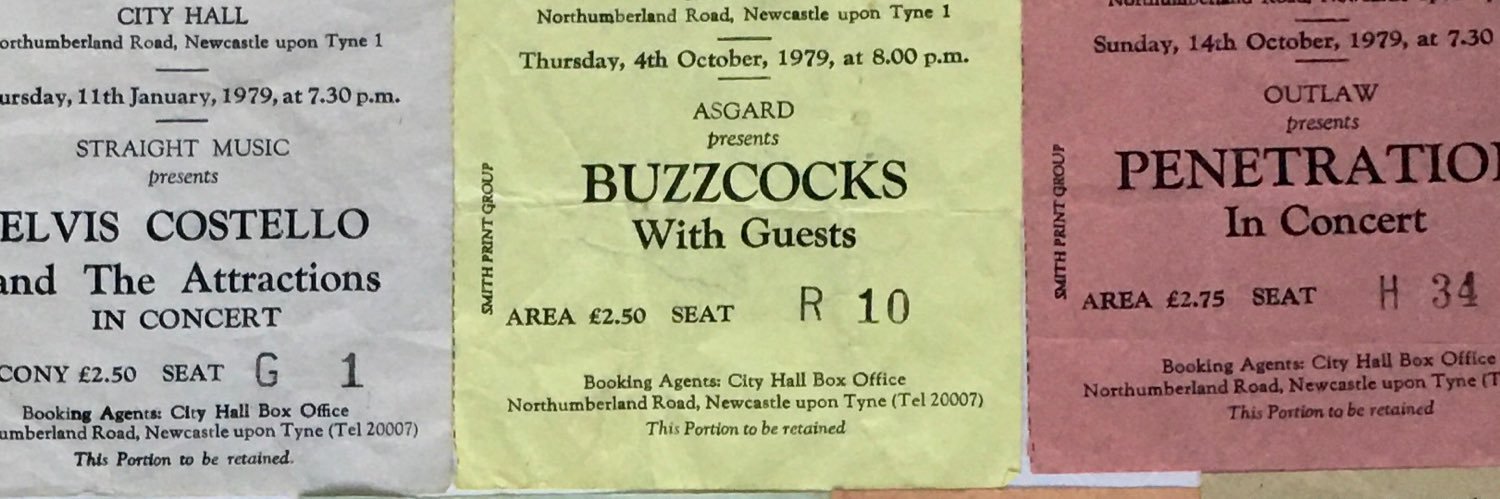 CITY HALL
orthumberland Road, Newcastle upon Tyne 1
ursday, 11th January, 1979, at 7.30 p.m.
STRAIGHT MUSIC
presents
ELVIS COSTELLO
and The Attractions
IN CONCERT
CONY £2.50 SEAT G 1
Booking Agents: City Hall Box Office
umberland Road, Newcastle upon Tyne (Tel 20007)
This Portion to be retained.
Northumberland Road, Newcastle upon Tyne 1
Thursday, 4th October, 1979, at 8.00 p.m.
ASGARD
presents
BUZZCOCKS
With Guests
SMITH PRINT GROUP
AREA £2.50 SEAT R 10
Booking Agents: City Hall Box Office
Northumberland Road, Newcastle upon Tyne (Tel 20007)
This Portion to be retained
Sunday, 14th October, 1979, at 7.30
OUTLAW
presents
PENETRATIO
In Concert
SMITH PRINT GROUP
AREA £2.75 SEAT H 34
Booking Agents: City Hall Box Office
Northumberland Road, Newcastle upon Tyne (T
This Portion to be retained